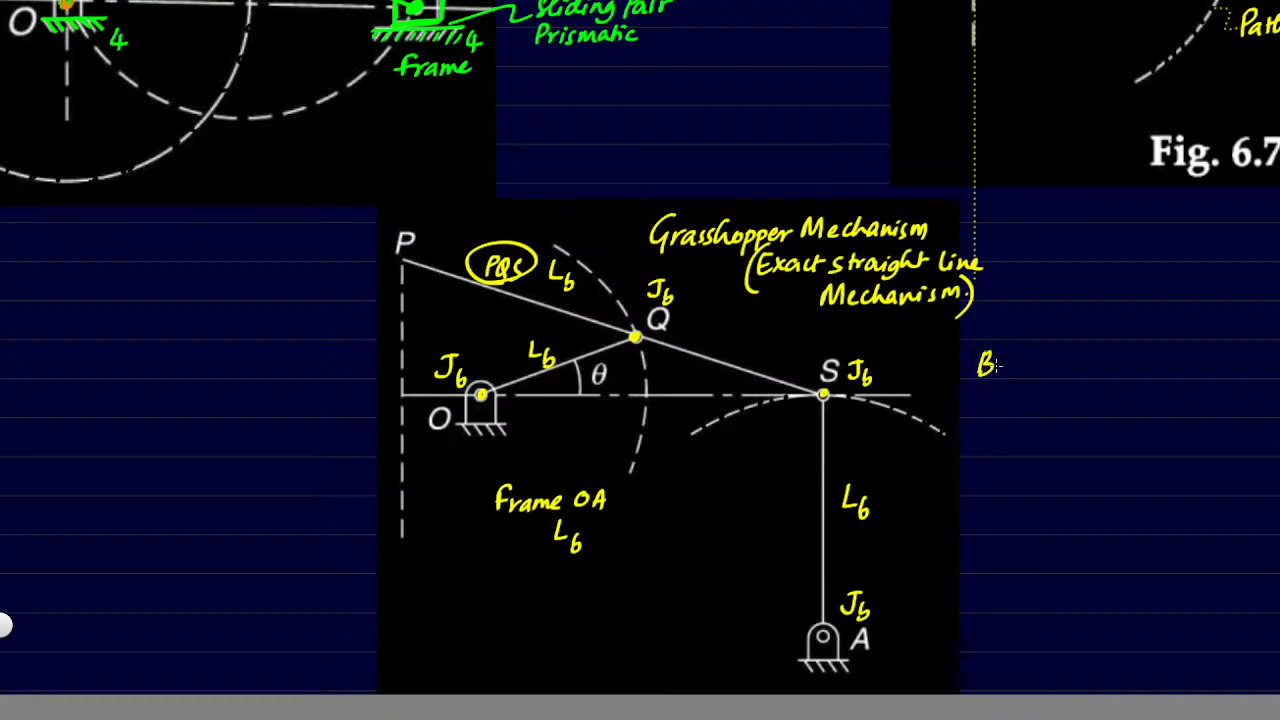 O
4
4
Sliding Pair
Prismatic
frame
Path
Fig. 6.7
P
PQS
Lb
Grasshopper Mechanism
(Exact straight line
Mechanism)
Jb
Q
Lb
Jb
θ
O
S
Jb
B
frame OA
Lb
Lb
Jb
A